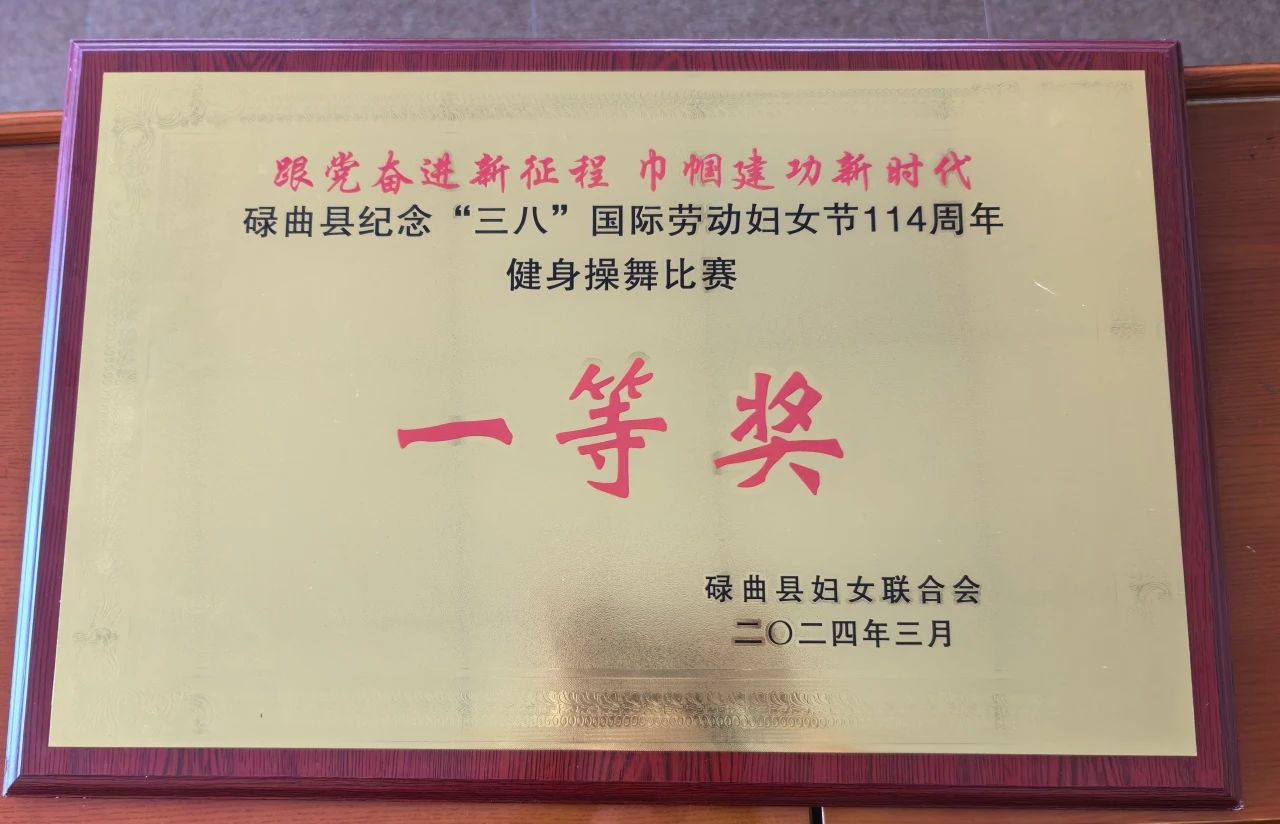 跟党奋进新征程 巾帼建功新时代
碌曲县纪念“三八”国际劳动妇女节114周年
健身操舞比赛
一等奖
碌曲县妇女联合会
二〇二四年三月